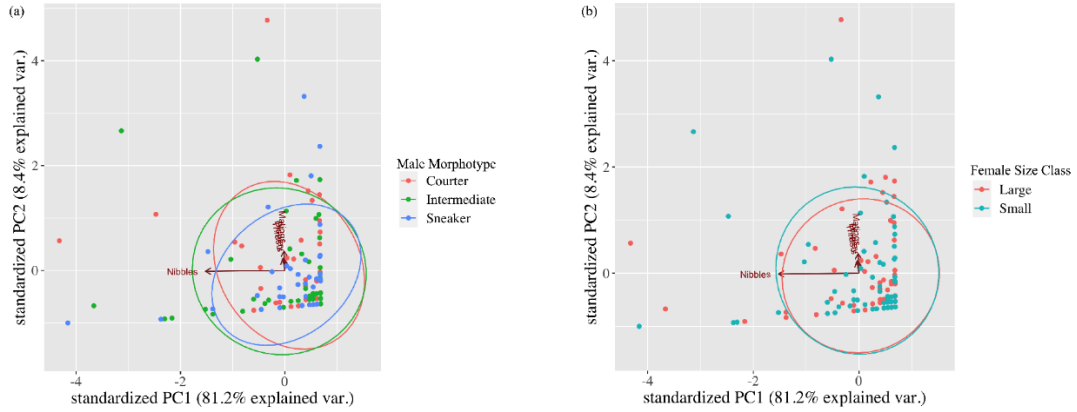 (a)
standardized PC2 (8.4% explained var.)
4
2
0
Nibbles
-4
-2
0
standardized PC1 (81.2% explained var.)
Male Morphotype
Courter
Intermediate
Sneaker
(b)
standardized PC2 (8.4% explained var.)
4
2
0
Nibbles
-4
-2
0
standardized PC1 (81.2% explained var.)
Female Size Class
Large
Small